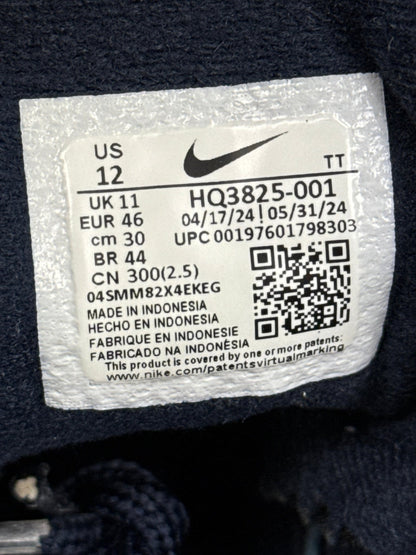 US
12
TT
UK 11
HQ3825-001
EUR 46
04/17/24 | 05/31/24
cm 30
UPC 00197601798303
BR 44
CN 300(2.5)
04SMM82X4EKEG
MADE IN INDONESIA
HECHO EN INDONESIA
FABRIQUE EN INDONESIE
FABRICADO NA INDONÉSIA
This product is covered by one or more patents:
www.nike.com/patentsvirtualmarking